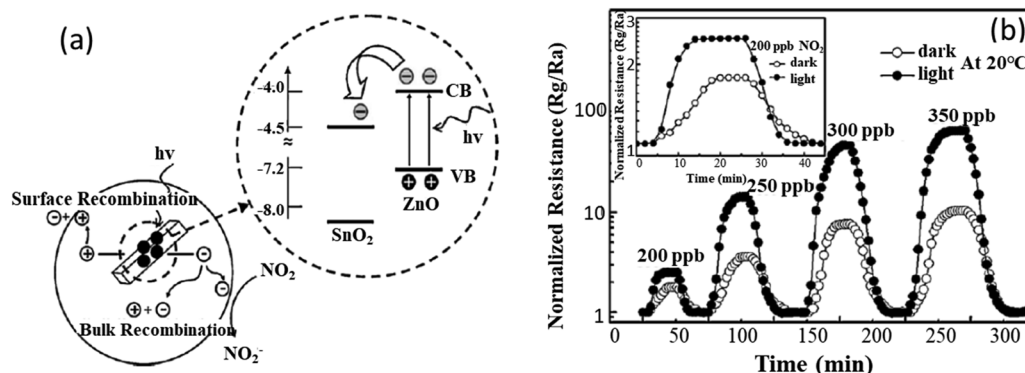 (a)
-4.0
-4.5
≈
-7.2
-8.0
CB
hν
VB
ZnO
SnO₂
hν
Surface Recombination
NO₂
Bulk Recombination
NO₂⁻
(b)
Normalized Resistance (Rg/Ra)
100
10
1
0
50
100
150
200
250
300
Time (min)
dark
light
At 20℃
200 ppb
250 ppb
300 ppb
350 ppb
Normalized Resistance (Rg/Ra)
3
2
1
0
10
20
30
40
Time (min)
200 ppb NO₂
dark
light